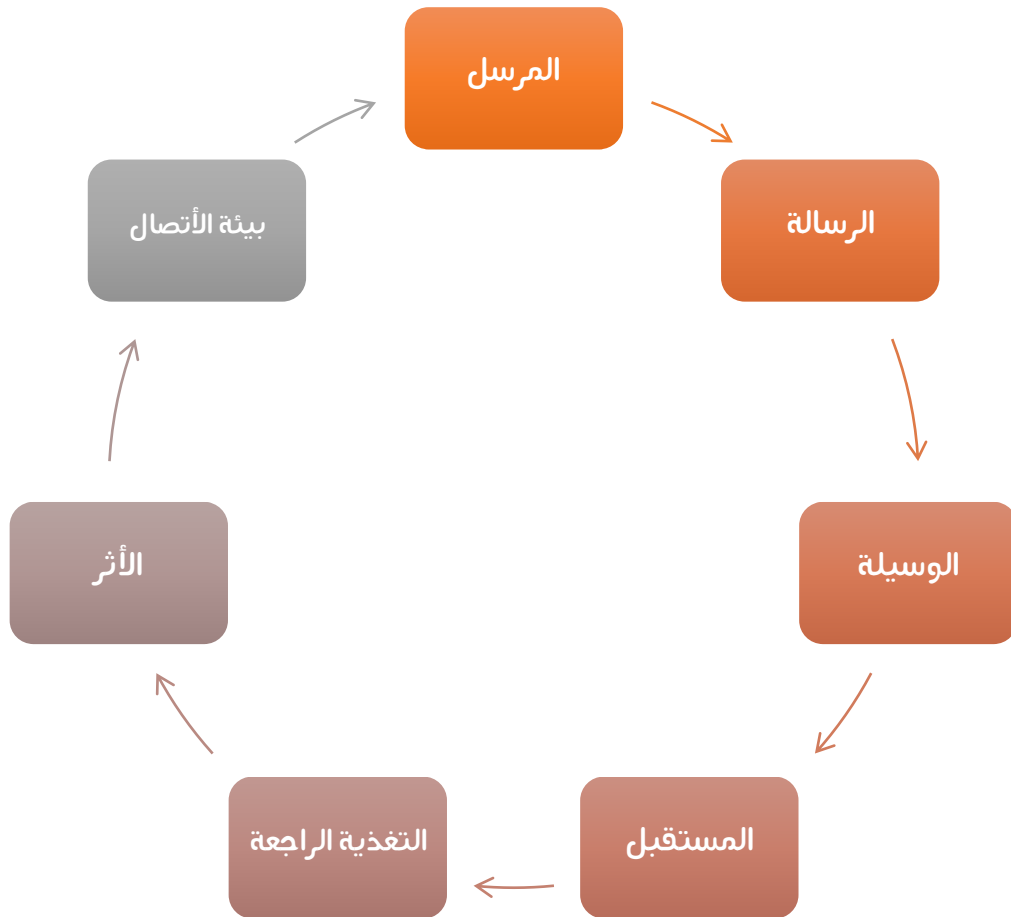 المرسل
الرسالة
الوسيلة
المستقبل
التغذية الراجعة
الأثر
بيئة الأتصال